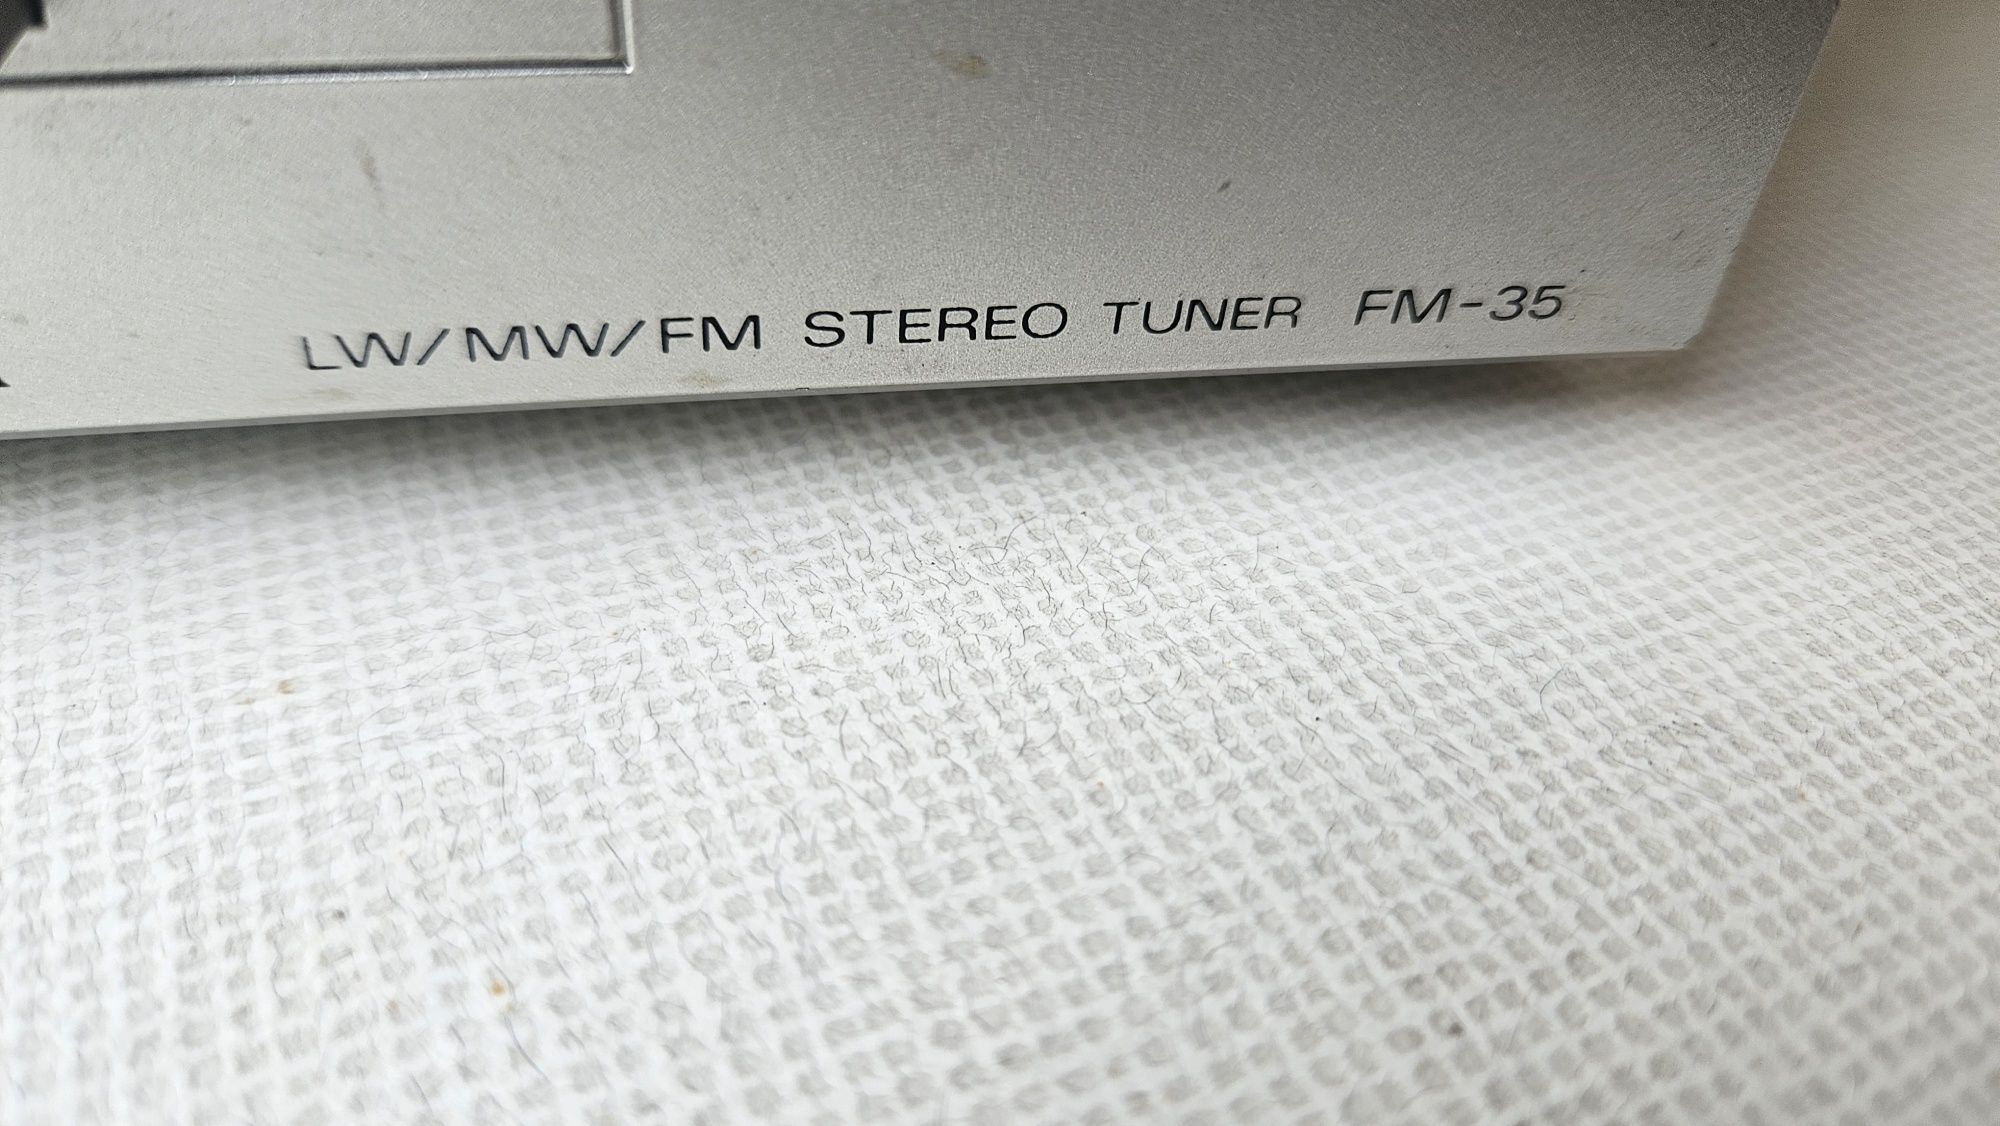 LW/MW/FM STEREO TUNER FM-35